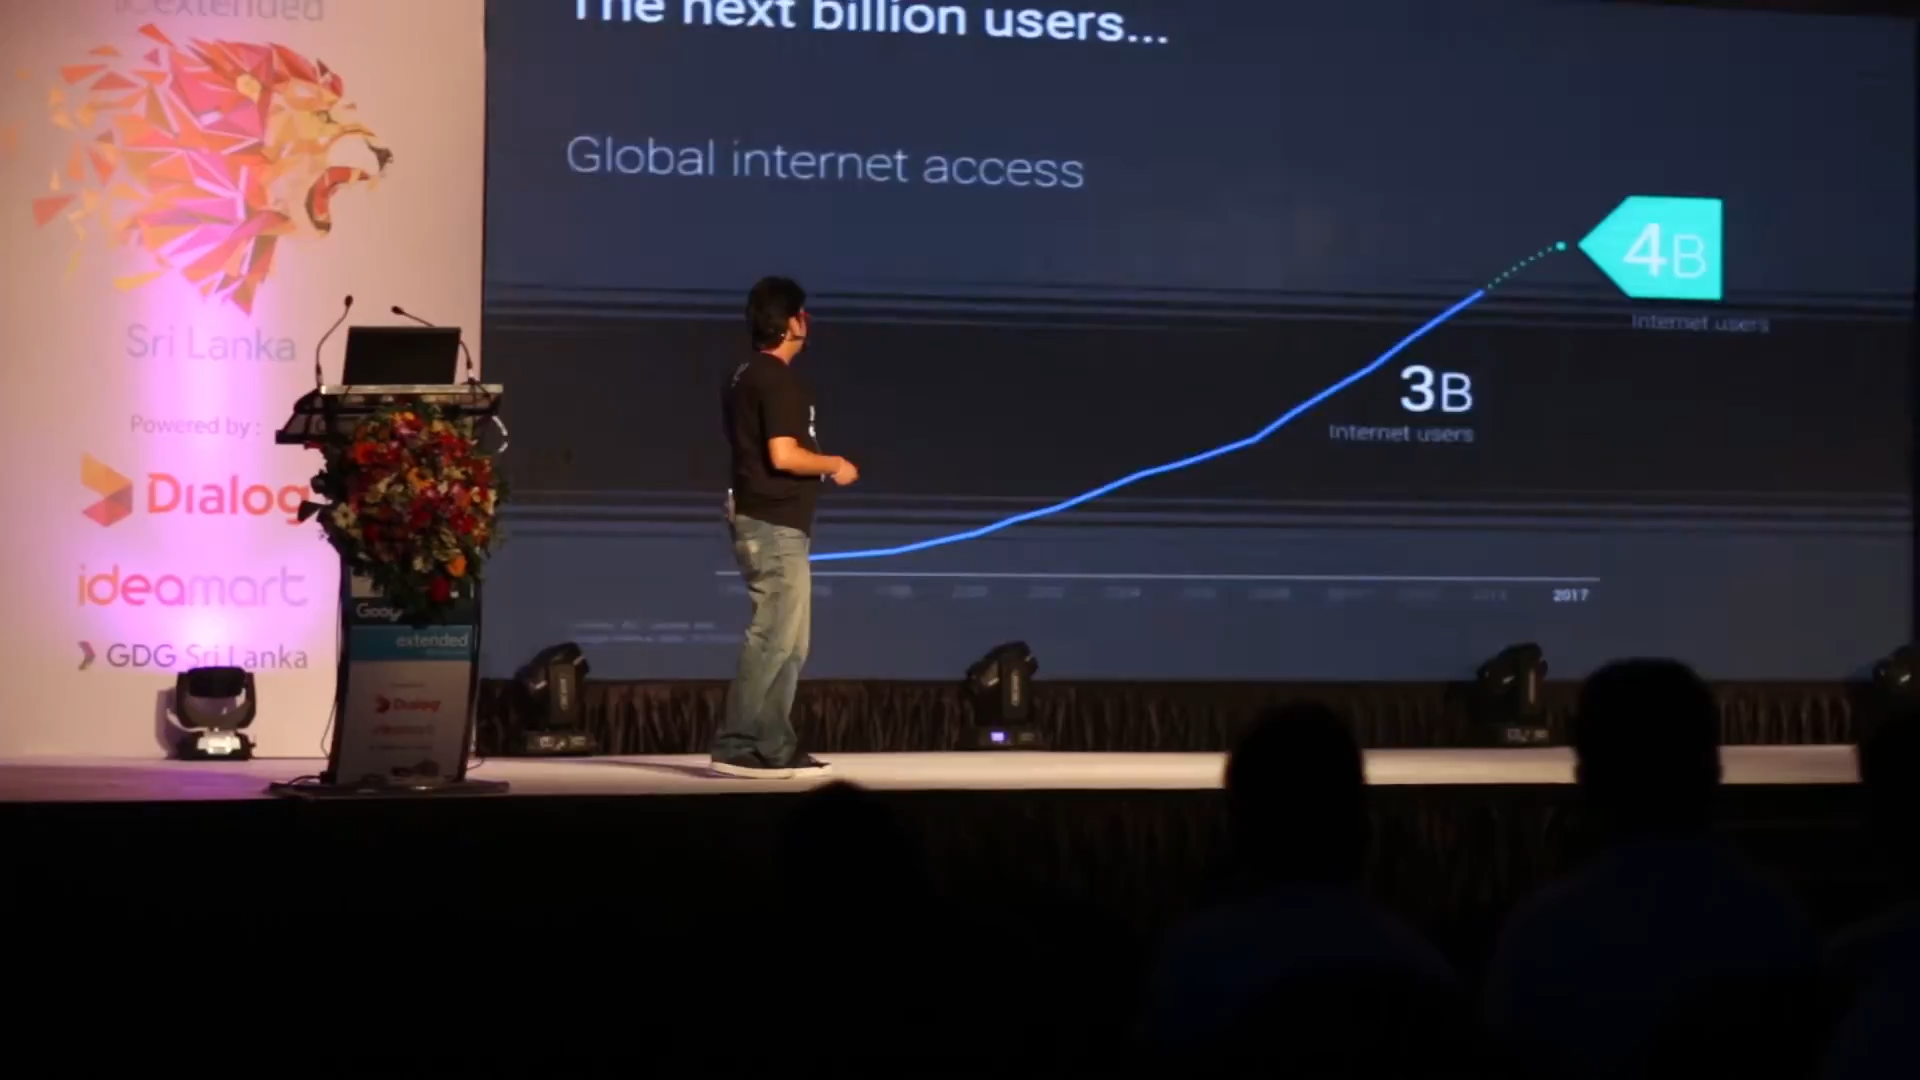 extended
Sri Lanka
Powered by :
Dialog
ideamart
GDG Sri Lanka
extended
Dialog
The next billion users...
Global internet access
4B
Internet users
3B
Internet users
2017